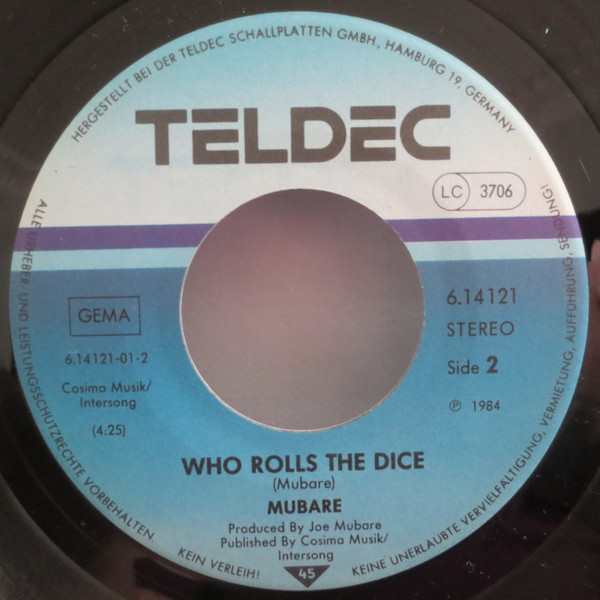 HERGESTELLT BEI DER TELDEC SCHALLPLATTEN GMBH., HAMBURG 19, GERMANY
TELDEC
LC 3706
GEMA
6.14121-01-2
Cosima Musik/
Intersong
(4:25)
6.14121
STEREO
Side 2
℗ 1984
WHO ROLLS THE DICE
(Mubare)
MUBARE
Produced By Joe Mubare
Published By Cosima Musik/
Intersong
45
ALLE URHEBER- UND LEISTUNGSSCHUTZRECHTE VORBEHALTEN
KEIN VERLEIH!
KEINE UNERLAUBTE VERVIELFÄLTIGUNG, VERMIETUNG, AUFFÜHRUNG, SENDUNG!